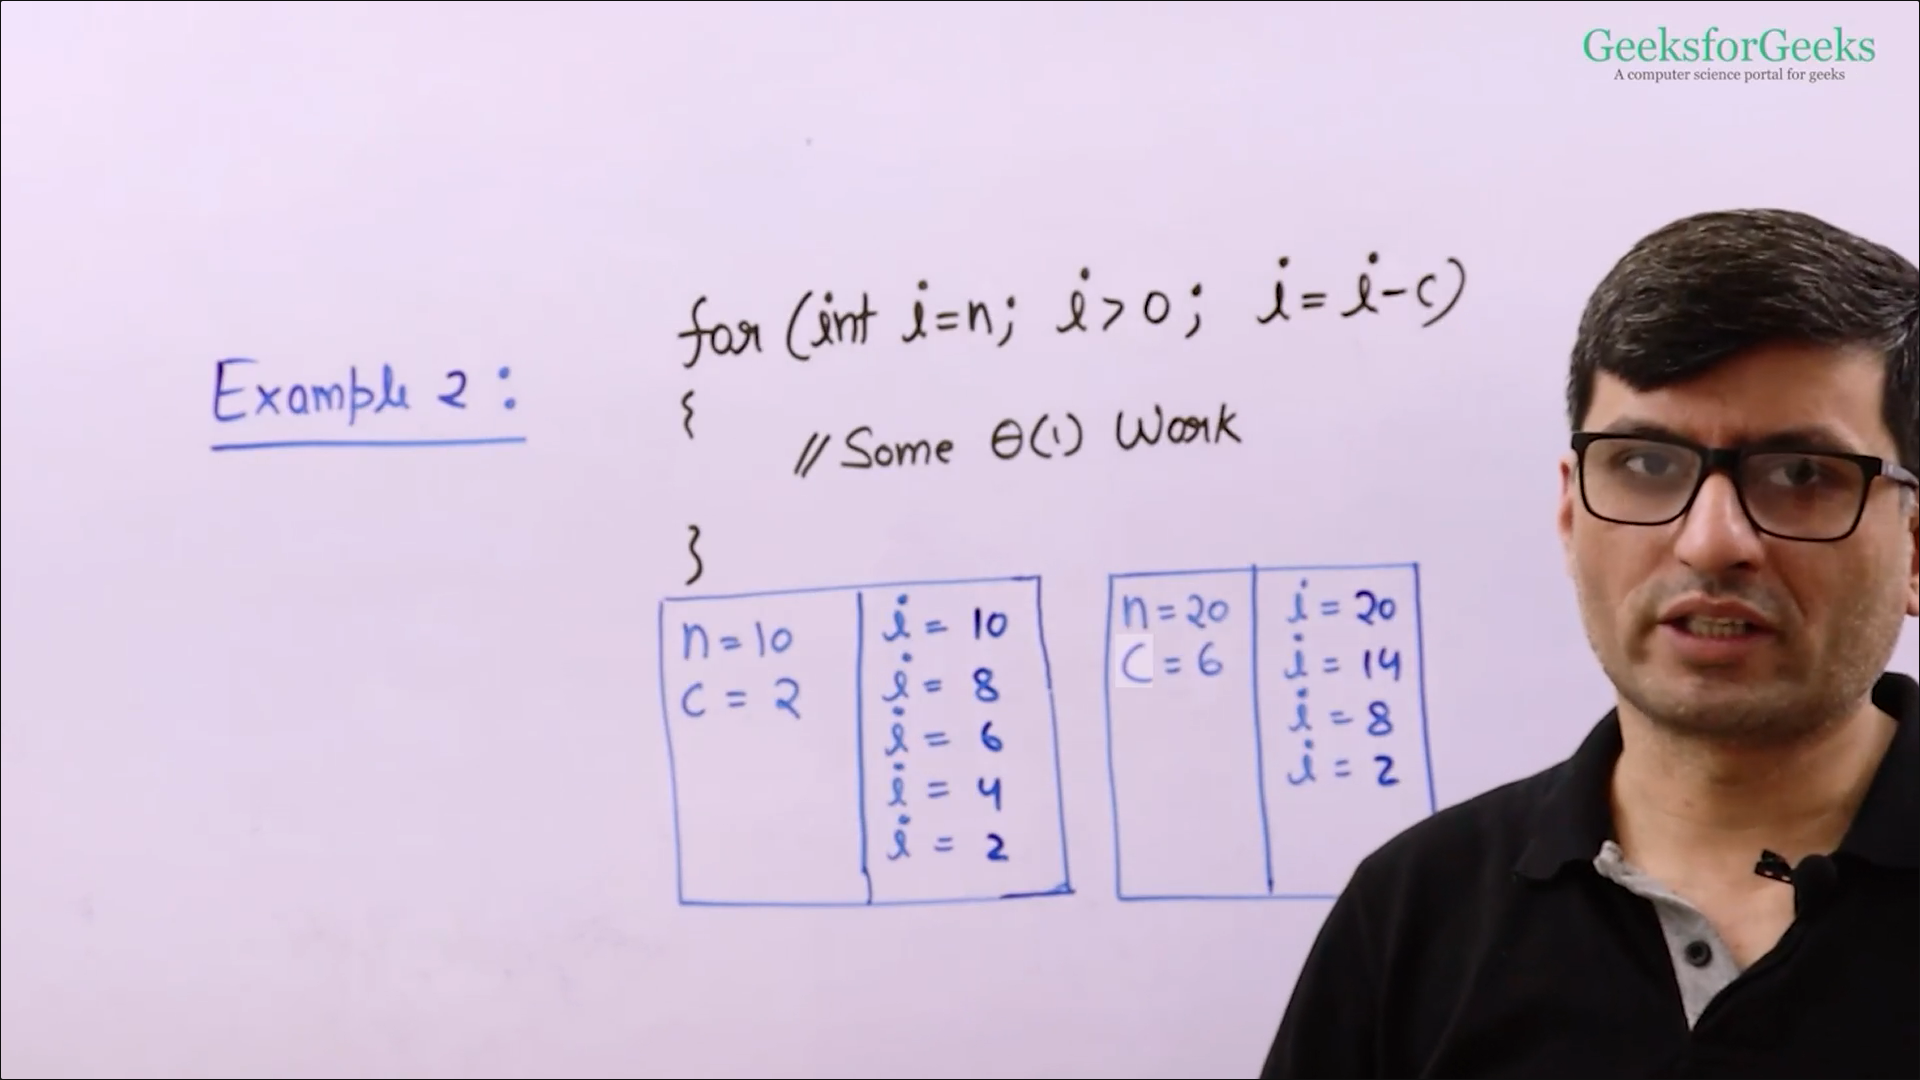 GeeksforGeeks
A computer science portal for geeks
for (int i=n; i>0; i=i-c)
Example 2:
{
// Some θ(1) Work
}
n=10
c = 2
i = 10
i = 8
i = 6
i = 4
i = 2
n=20
C = 6
i = 20
i = 14
i = 8
i = 2